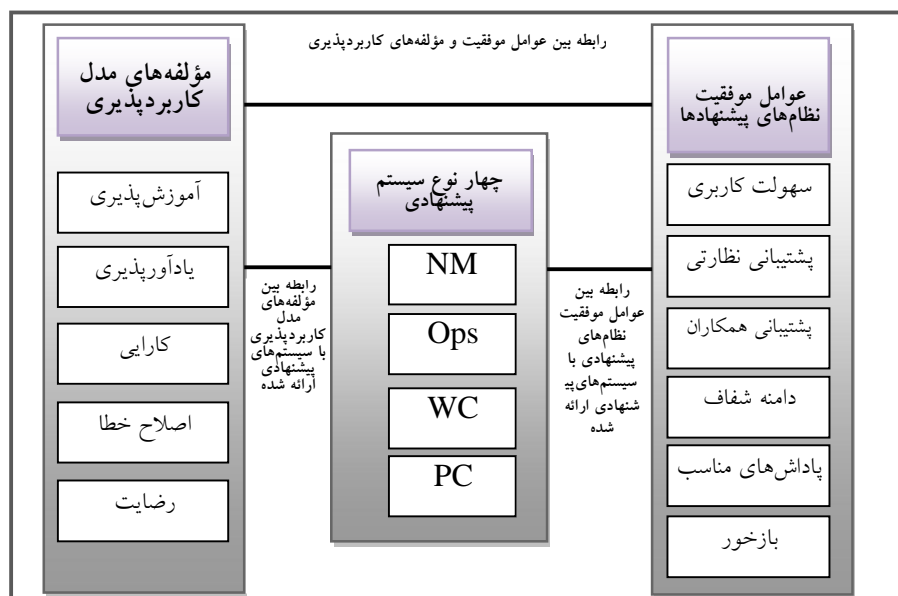 رابطه بین عوامل موفقیت و مؤلفه‌های کاربردپذیری
عوامل موفقیت
نظام‌های پیشنهادها
سهولت کاربری
پشتیبانی نظارتی
پشتیبانی همکاران
دامنه شفاف
پاداش‌های مناسب
بازخور
رابطه بین
عوامل موفقیت
نظام‌های
پیشنهادی با
سیستم‌های‌پی
شنهادی ارائه
شده
چهار نوع سیستم
پیشنهادی
NM
Ops
WC
PC
رابطه بین
مؤلفه‌های
مدل
کاربردپذیری
با سیستم‌های
پیشنهادی
ارائه شده
مؤلفه‌های مدل
کاربردپذیری
آموزش‌پذیری
یادآورپذیری
کارایی
اصلاح خطا
رضایت